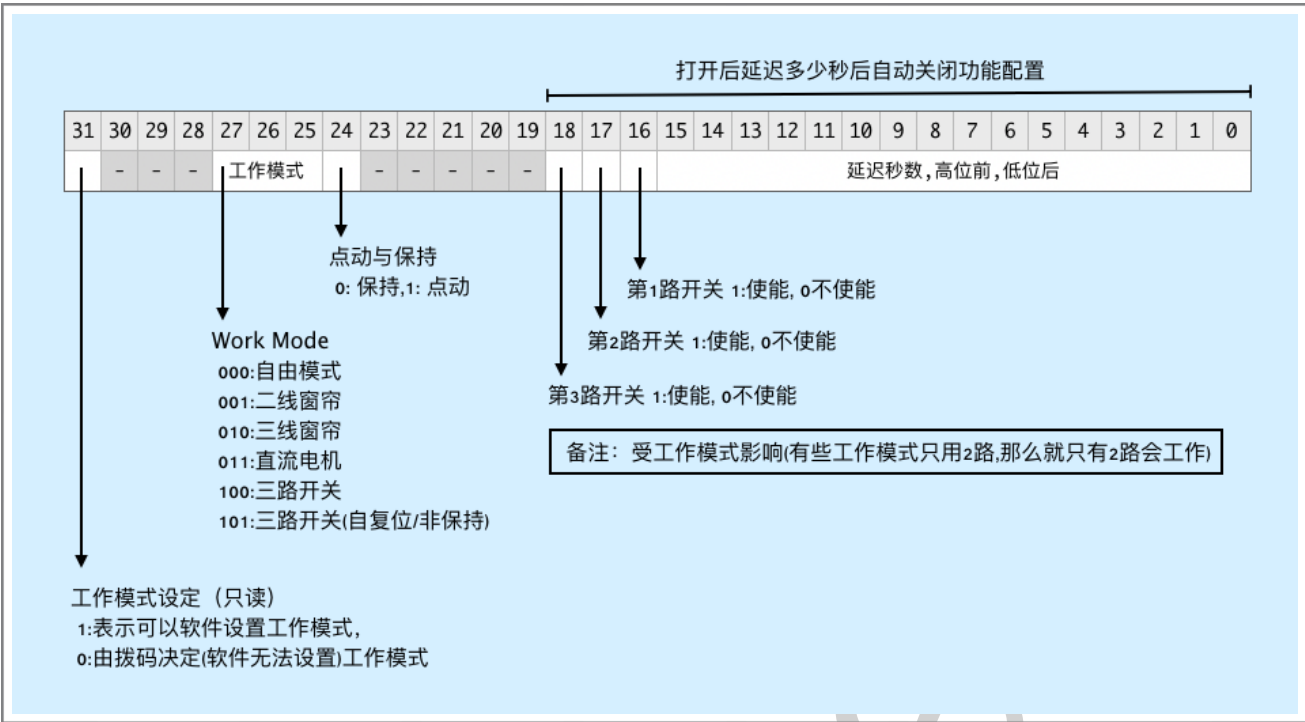 打开后延迟多少秒后自动关闭功能配置
31 30 29 28 27 26 25 24 23 22 21 20 19 18 17 16 15 14 13 12 11 10 9 8 7 6 5 4 3 2 1 0
- - - 工作模式 - - - - - 延迟秒数,高位前,低位后
点动与保持
0: 保持,1: 点动
第1路开关 1:使能, 0不使能
第2路开关 1:使能, 0不使能
第3路开关 1:使能, 0不使能
备注：受工作模式影响(有些工作模式只用2路,那么就只有2路会工作)
Work Mode
000:自由模式
001:二线窗帘
010:三线窗帘
011:直流电机
100:三路开关
101:三路开关(自复位/非保持)
工作模式设定（只读）
1:表示可以软件设置工作模式,
0:由拨码决定(软件无法设置)工作模式